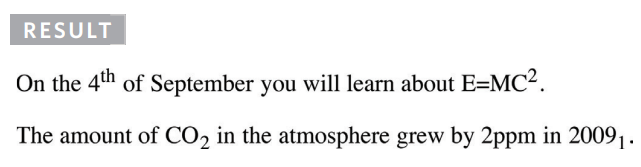 RESULT
On the 4th of September you will learn about E=MC².
The amount of CO₂ in the atmosphere grew by 2ppm in 2009₁.